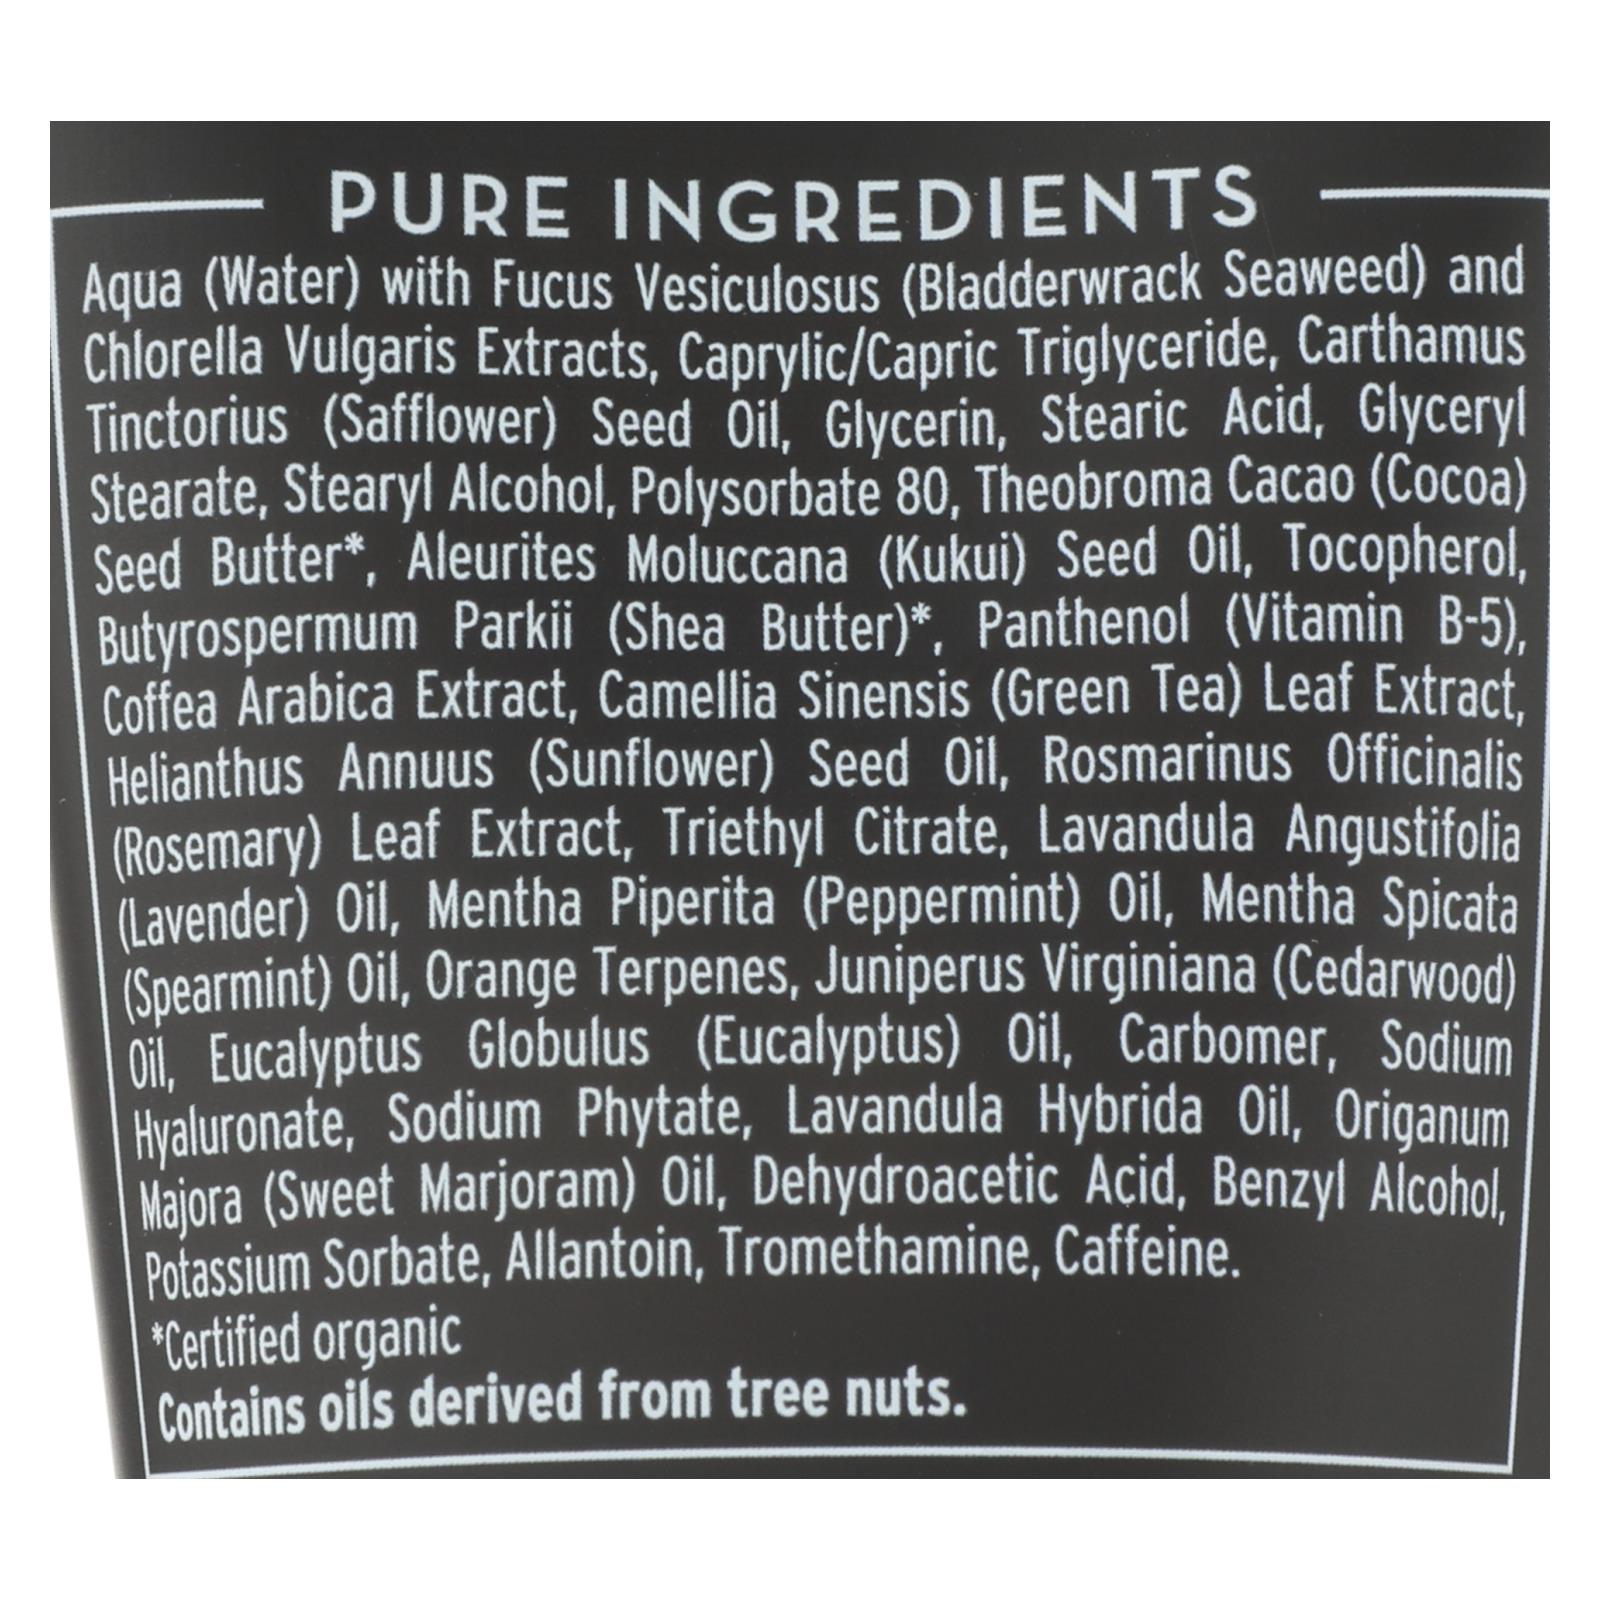 PURE INGREDIENTS
Aqua (Water) with Fucus Vesiculosus (Bladderwrack Seaweed) and
Chlorella Vulgaris Extracts, Caprylic/Capric Triglyceride, Carthamus
Tinctorius (Safflower) Seed Oil, Glycerin, Stearic Acid, Glyceryl
Stearate, Stearyl Alcohol, Polysorbate 80, Theobroma Cacao (Cocoa)
Seed Butter*, Aleurites Moluccana (Kukui) Seed Oil, Tocopherol,
Butyrospermum Parkii (Shea Butter)*, Panthenol (Vitamin B-5),
Coffea Arabica Extract, Camellia Sinensis (Green Tea) Leaf Extract,
Helianthus Annuus (Sunflower) Seed Oil, Rosmarinus Officinalis
(Rosemary) Leaf Extract, Triethyl Citrate, Lavandula Angustifolia
(Lavender) Oil, Mentha Piperita (Peppermint) Oil, Mentha Spicata
(Spearmint) Oil, Orange Terpenes, Juniperus Virginiana (Cedarwood)
Oil, Eucalyptus Globulus (Eucalyptus) Oil, Carbomer, Sodium
Hyaluronate, Sodium Phytate, Lavandula Hybrida Oil, Origanum
Majora (Sweet Marjoram) Oil, Dehydroacetic Acid, Benzyl Alcohol,
Potassium Sorbate, Allantoin, Tromethamine, Caffeine.
*Certified organic
Contains oils derived from tree nuts.